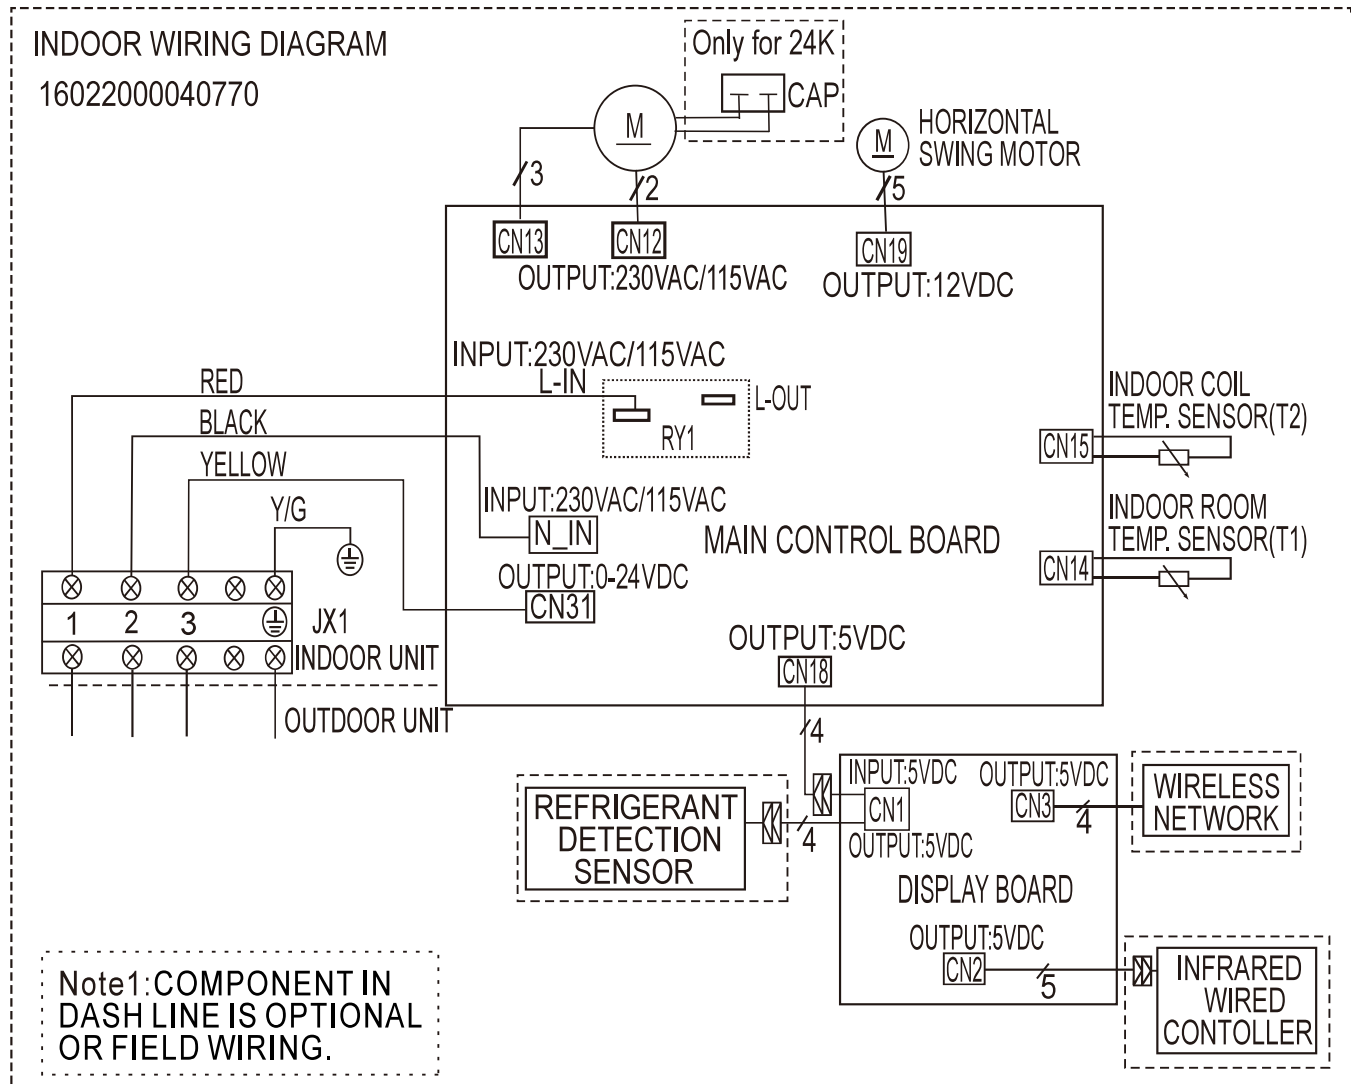 INDOOR WIRING DIAGRAM
16022000040770
Only for 24K
CAP
M
M
HORIZONTAL
SWING MOTOR
3
2
5
CN13
CN12
CN19
OUTPUT:230VAC/115VAC
OUTPUT:12VDC
INPUT:230VAC/115VAC
L-IN
L-OUT
RY1
RED
BLACK
YELLOW
Y/G
INDOOR COIL
TEMP. SENSOR(T2)
CN15
INPUT:230VAC/115VAC
N_IN
MAIN CONTROL BOARD
INDOOR ROOM
TEMP. SENSOR(T1)
CN14
OUTPUT:0-24VDC
CN31
1 2 3
JX1
INDOOR UNIT
OUTDOOR UNIT
OUTPUT:5VDC
CN18
4
INPUT:5VDC
CN1
OUTPUT:5VDC
OUTPUT:5VDC
CN3
4
WIRELESS
NETWORK
REFRIGERANT
DETECTION
SENSOR
4
DISPLAY BOARD
OUTPUT:5VDC
CN2
5
INFRARED
WIRED
CONTOLLER
Note1:COMPONENT IN
DASH LINE IS OPTIONAL
OR FIELD WIRING.